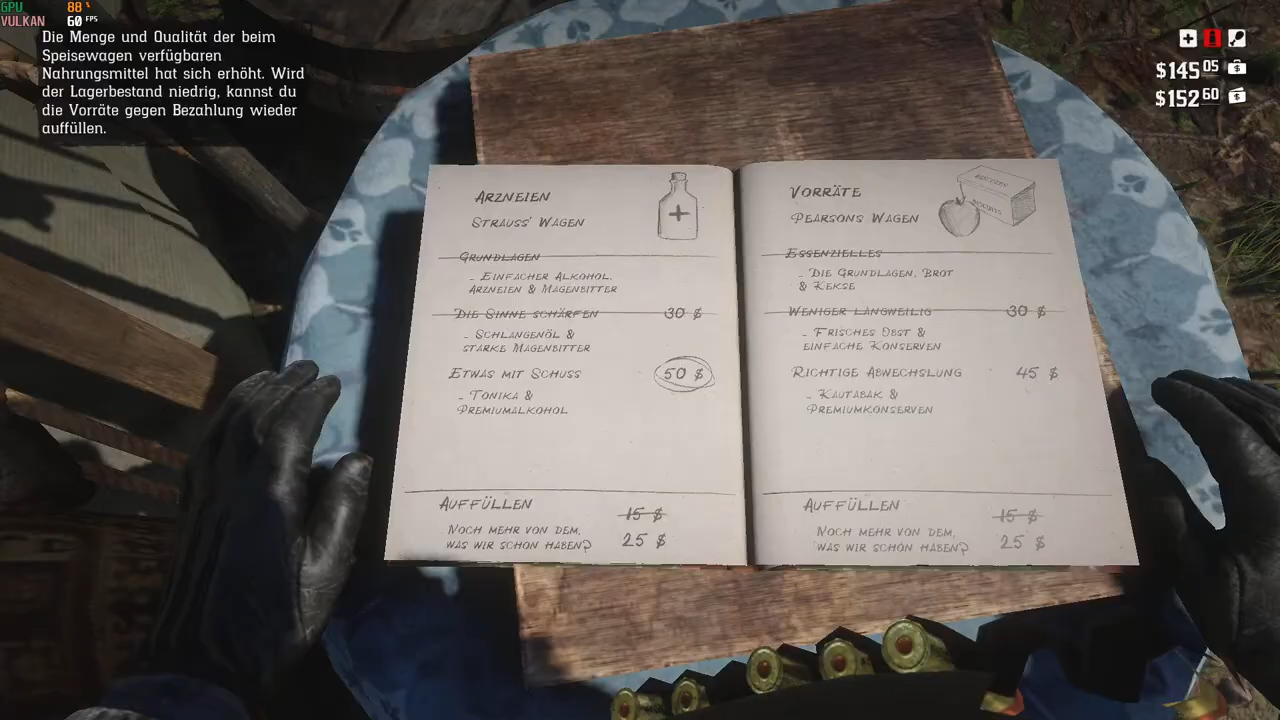 GPU 88 %
VULKAN 60 FPS
Die Menge und Qualität der beim
Speisewagen verfügbaren
Nahrungsmittel hat sich erhöht. Wird
der Lagerbestand niedrig, kannst du
die Vorräte gegen Bezahlung wieder
auffüllen.
$145 05
$152 60
ARZNEIEN
STRAUSS' WAGEN
GRUNDLAGEN
- EINFACHER ALKOHOL,
ARZNEIEN & MAGENBITTER
DIE SINNE SCHÄRFEN 30 $
- SCHLANGENÖL &
STARKE MAGENBITTER
ETWAS MIT SCHUSS 50 $
- TONIKA &
PREMIUMALKOHOL
AUFFÜLLEN 15 $
NOCH MEHR VON DEM,
WAS WIR SCHON HABEN? 25 $
VORRÄTE
PEARSONS WAGEN
BISCUITS
BISCUITS
ESSENZIELLES
- DIE GRUNDLAGEN, BROT
& KEKSE
WENIGER LANGWEILIG 30 $
- FRISCHES OBST &
EINFACHE KONSERVEN
RICHTIGE ABWECHSLUNG 45 $
- KAUTABAK &
PREMIUMKONSERVEN
AUFFÜLLEN 15 $
NOCH MEHR VON DEM,
WAS WIR SCHON HABEN? 25 $